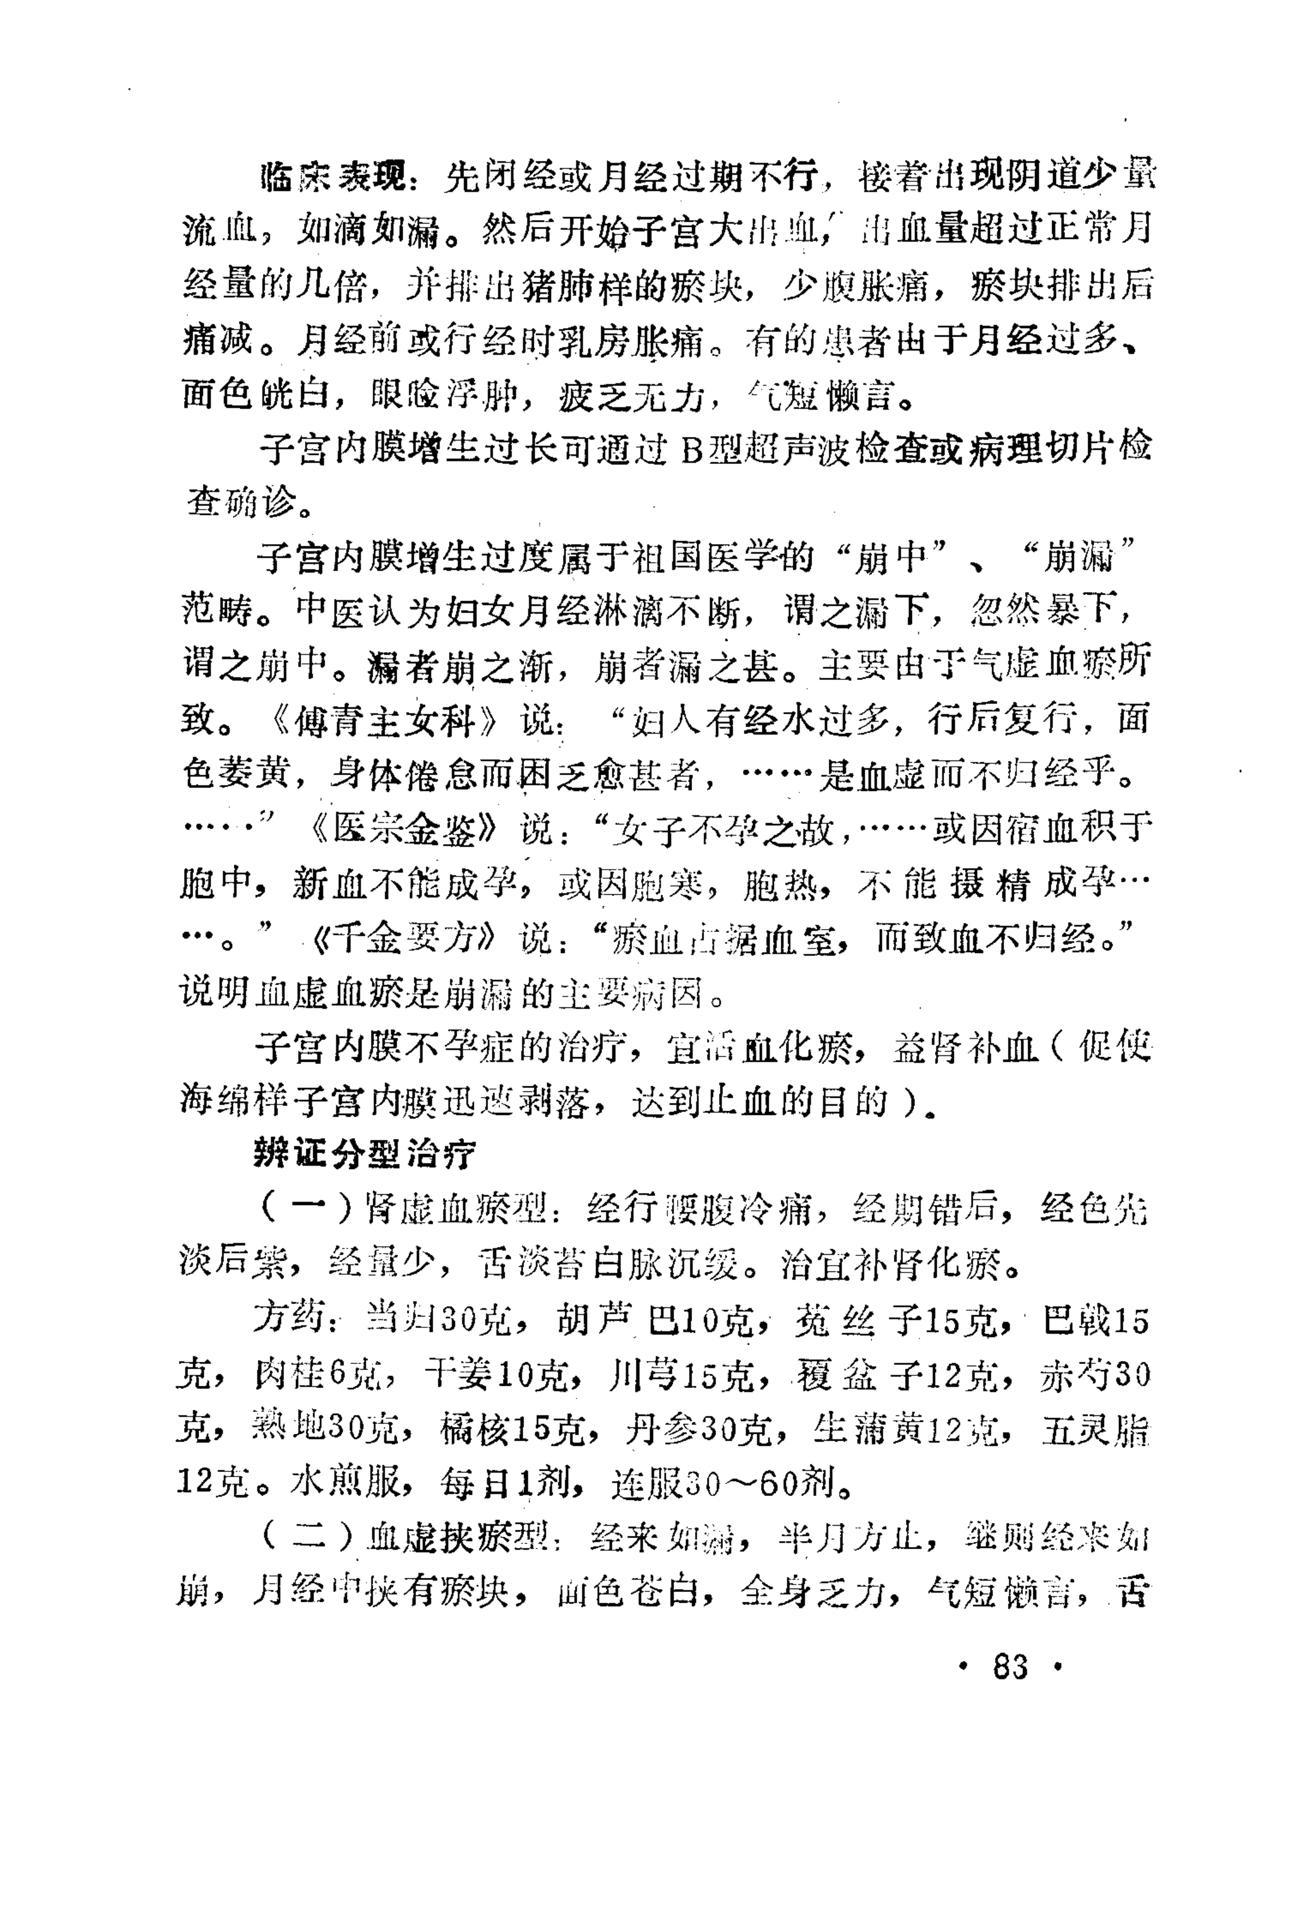 临床表现：先闭经或月经过期不行，接着出现阴道少量
流血，如滴如漏。然后开始子宫大出血，出血量超过正常月
经量的几倍，并排出猪肺样的瘀块，少腹胀痛，瘀块排出后
痛减。月经前或行经时乳房胀痛。有的患者由于月经过多、
面色㿠白，眼睑浮肿，疲乏无力，气短懒言。
子宫内膜增生过长可通过B型超声波检查或病理切片检
查确诊。
子宫内膜增生过度属于祖国医学的“崩中”、“崩漏”
范畴。中医认为妇女月经淋漓不断，谓之漏下，忽然暴下，
谓之崩中。漏者崩之渐，崩者漏之甚。主要由于气虚血瘀所
致。《傅青主女科》说：“妇人有经水过多，行后复行，面
色萎黄，身体倦怠而困乏愈甚者，……是血虚而不归经乎。
……”《医宗金鉴》说：“女子不孕之故，……或因宿血积于
胞中，新血不能成孕，或因胞寒，胞热，不能摄精成孕…
…。”《千金要方》说：“瘀血占据血室，而致血不归经。”
说明血虚血瘀是崩漏的主要病因。
子宫内膜不孕症的治疗，宜活血化瘀，益肾补血（促使
海绵样子宫内膜迅速剥落，达到止血的目的）．
辨证分型治疗
（一）肾虚血瘀型：经行腰腹冷痛，经期错后，经色先
淡后紫，经量少，舌淡苔白脉沉缓。治宜补肾化瘀。
方药：当归30克，胡芦巴10克，菟丝子15克，巴戟15
克，肉桂6克，干姜10克，川芎15克，覆盆子12克，赤芍30
克，熟地30克，橘核15克，丹参30克，生蒲黄12克，五灵脂
12克。水煎服，每日1剂，连服30～60剂。
（二）血虚挟瘀型：经来如漏，半月方止，继则经来如
崩，月经中挟有瘀块，面色苍白，全身乏力，气短懒言，舌
· 83 ·